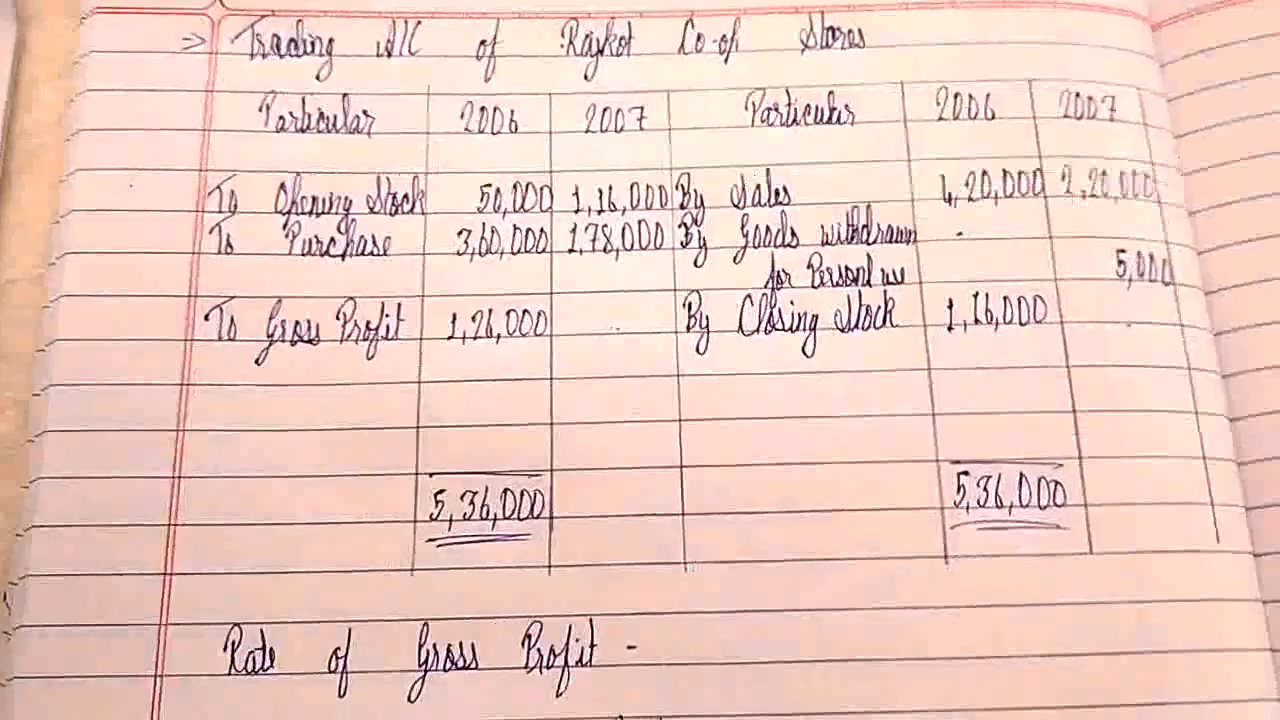 => Trading A/C of Rajkot Co-op Stores
Particular 2006 2007 Particular 2006 2007
To Opening Stock 50,000 1,16,000 By Sales 4,20,000 2,20,000
To Purchase 3,60,000 1,78,000 By Goods withdrawn -
for Personl use 5,000
To Gross Profit 1,26,000 By Closing Stock 1,16,000
5,36,000 5,36,000
Rate of Gross Profit -